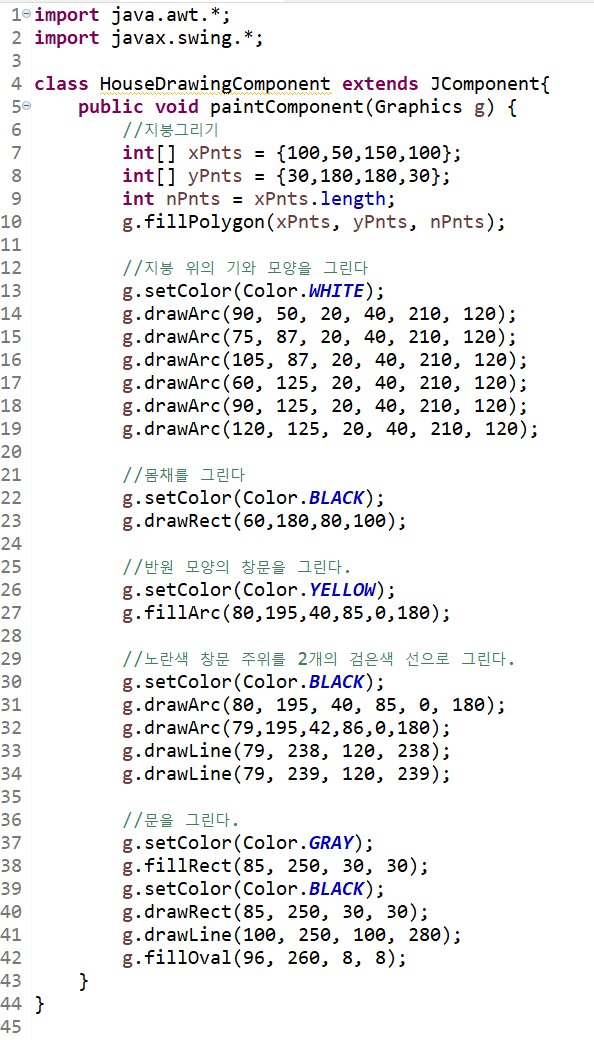 1 import java.awt.*;
2 import javax.swing.*;
3
4 class HouseDrawingComponent extends JComponent{
5     public void paintComponent(Graphics g) {
6         //지붕그리기
7         int[] xPnts = {100,50,150,100};
8         int[] yPnts = {30,180,180,30};
9         int nPnts = xPnts.length;
10         g.fillPolygon(xPnts, yPnts, nPnts);
11
12         //지붕 위의 기와 모양을 그린다
13         g.setColor(Color.WHITE);
14         g.drawArc(90, 50, 20, 40, 210, 120);
15         g.drawArc(75, 87, 20, 40, 210, 120);
16         g.drawArc(105, 87, 20, 40, 210, 120);
17         g.drawArc(60, 125, 20, 40, 210, 120);
18         g.drawArc(90, 125, 20, 40, 210, 120);
19         g.drawArc(120, 125, 20, 40, 210, 120);
20
21         //몸채를 그린다
22         g.setColor(Color.BLACK);
23         g.drawRect(60,180,80,100);
24
25         //반원 모양의 창문을 그린다.
26         g.setColor(Color.YELLOW);
27         g.fillArc(80,195,40,85,0,180);
28
29         //노란색 창문 주위를 2개의 검은색 선으로 그린다.
30         g.setColor(Color.BLACK);
31         g.drawArc(80, 195, 40, 85, 0, 180);
32         g.drawArc(79,195,42,86,0,180);
33         g.drawLine(79, 238, 120, 238);
34         g.drawLine(79, 239, 120, 239);
35
36         //문을 그린다.
37         g.setColor(Color.GRAY);
38         g.fillRect(85, 250, 30, 30);
39         g.setColor(Color.BLACK);
40         g.drawRect(85, 250, 30, 30);
41         g.drawLine(100, 250, 100, 280);
42         g.fillOval(96, 260, 8, 8);
43     }
44 }
45